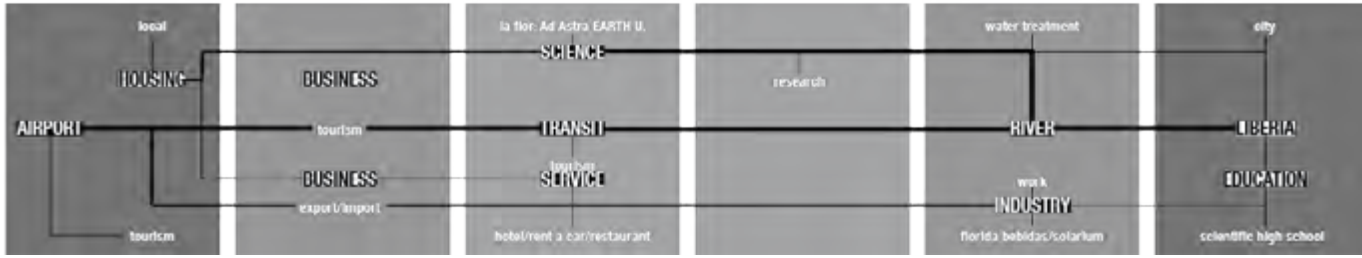 local
HOUSING
AIRPORT
tourism
BUSINESS
tourism
BUSINESS
export/import
la flor: Ad Astra EARTH U.
SCIENCE
TRANSIT
tourism
SERVICE
hotel/rent a car/restaurant
research
water treatment
RIVER
work
INDUSTRY
florida bebidas/solarium
city
LIBERIA
EDUCATION
scientific high school